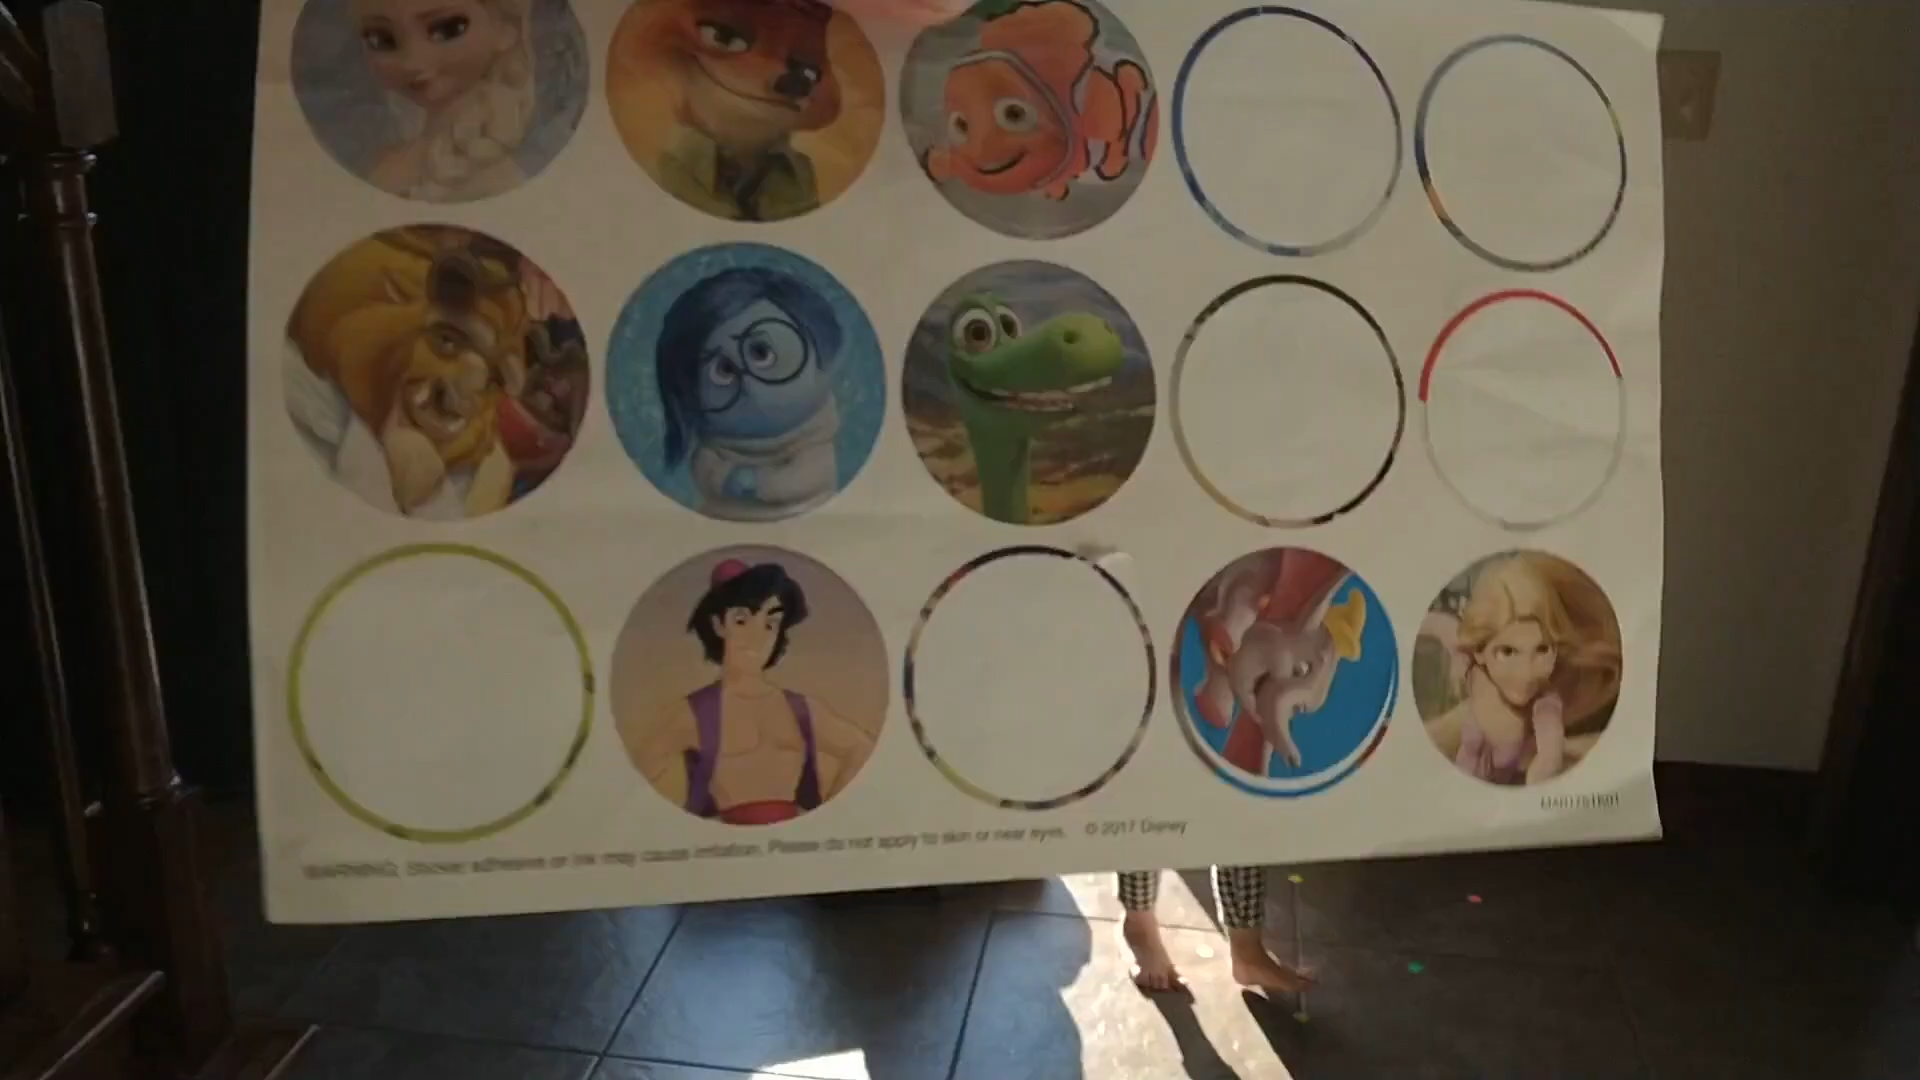 WARNING: Sticker adhesive or ink may cause irritation. Please do not apply to skin or near eyes. © 2017 Disney